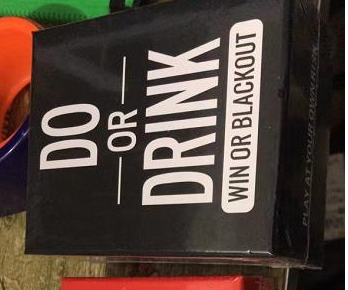 DO
OR
DRINK
WIN OR BLACKOUT
PLAY AT YOUR OWN RISK